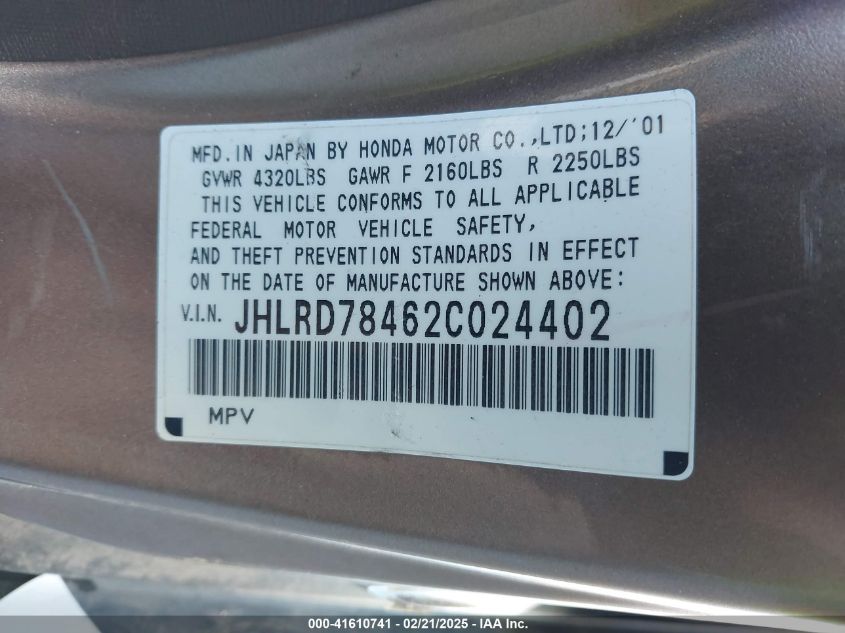 MFD. IN JAPAN BY HONDA MOTOR CO.,LTD;12/'01
GVWR 4320LBS GAWR F 2160LBS R 2250LBS
THIS VEHICLE CONFORMS TO ALL APPLICABLE
FEDERAL MOTOR VEHICLE SAFETY,
AND THEFT PREVENTION STANDARDS IN EFFECT
ON THE DATE OF MANUFACTURE SHOWN ABOVE:
V.I.N. JHLRD78462C024402
MPV
000-41610741 - 02/21/2025 - IAA Inc.